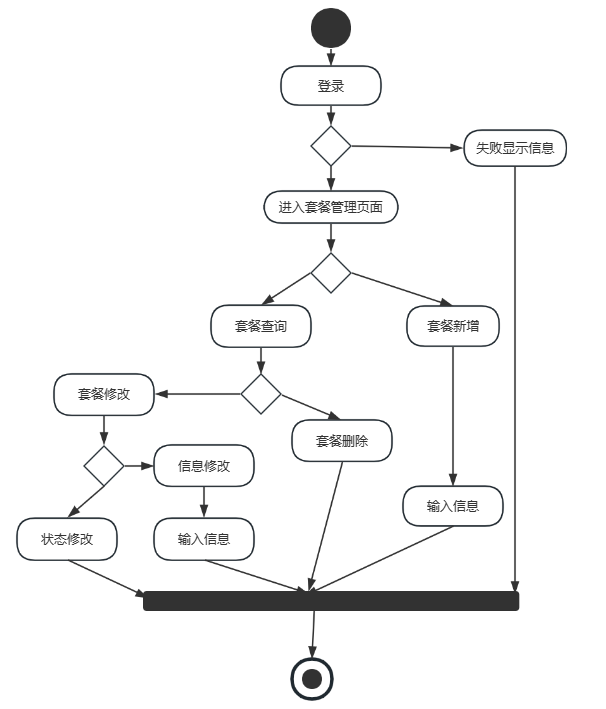 登录
失败显示信息
进入套餐管理页面
套餐查询
套餐新增
套餐修改
套餐删除
信息修改
输入信息
状态修改
输入信息